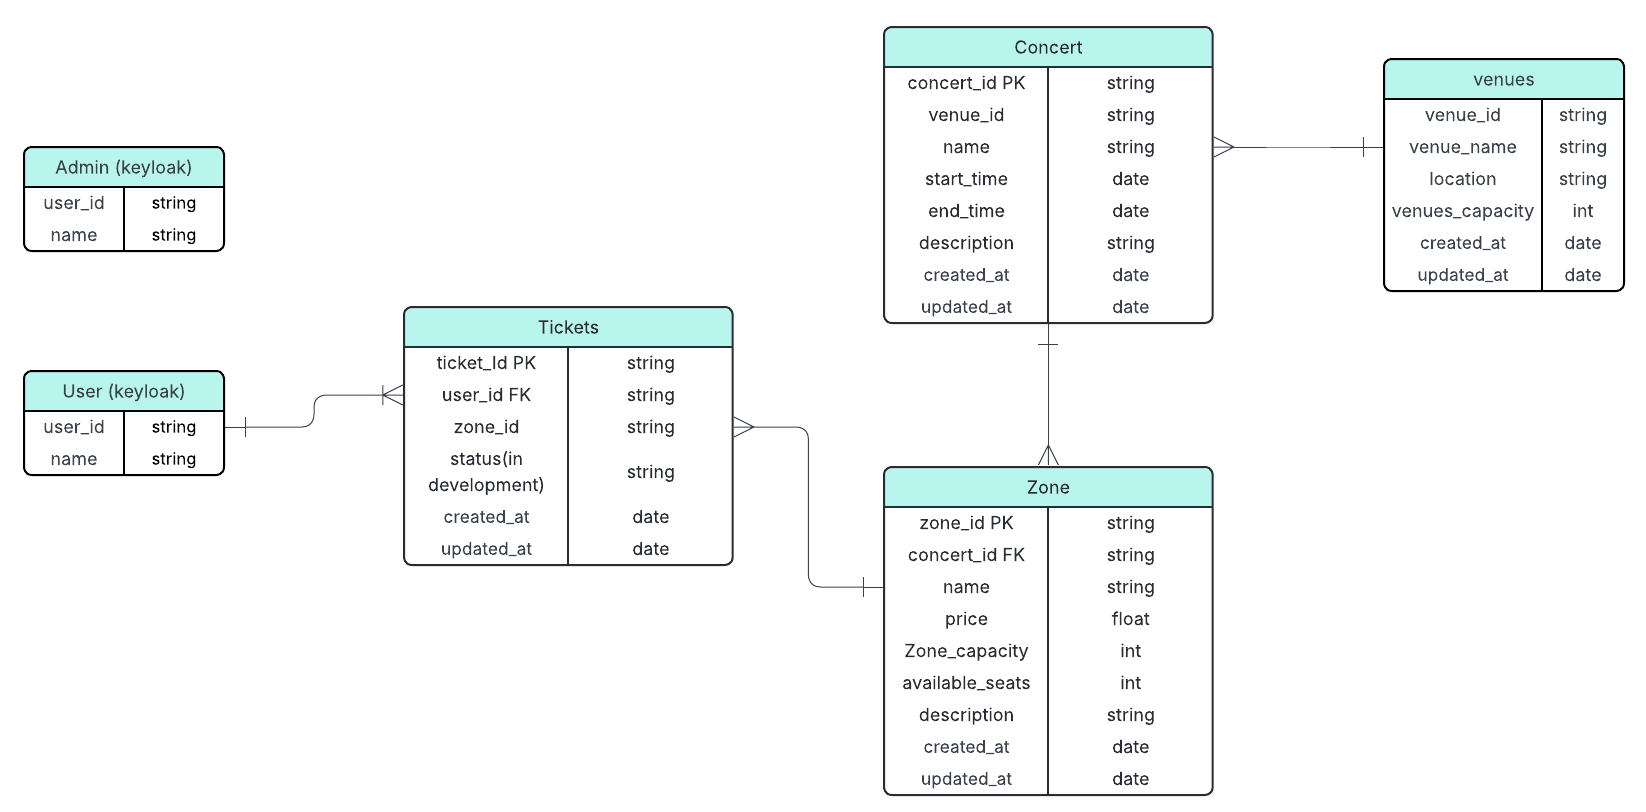 Admin (keyloak)
user_id string
name string
User (keyloak)
user_id string
name string
Tickets
ticket_Id PK string
user_id FK string
zone_id string
status(in
development) string
created_at date
updated_at date
Concert
concert_id PK string
venue_id string
name string
start_time date
end_time date
description string
created_at date
updated_at date
Zone
zone_id PK string
concert_id FK string
name string
price float
Zone_capacity int
available_seats int
description string
created_at date
updated_at date
venues
venue_id string
venue_name string
location string
venues_capacity int
created_at date
updated_at date